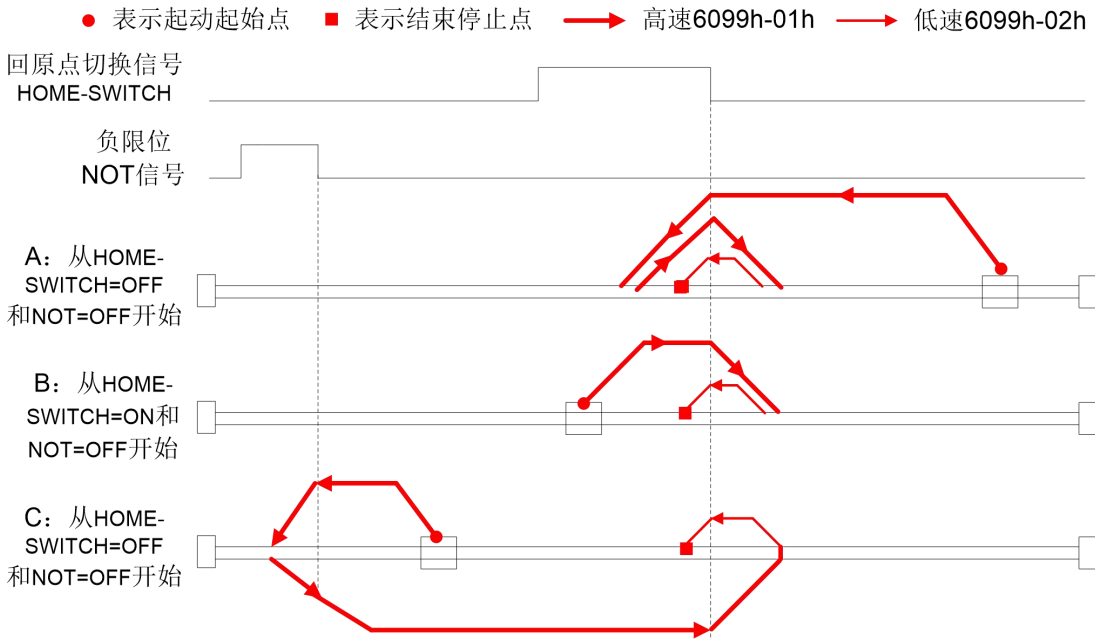 表示起动起始点 表示结束停止点 高速6099h-01h 低速6099h-02h
回原点切换信号
HOME-SWITCH
负限位
NOT信号
A：从HOME-
SWITCH=OFF
和NOT=OFF开始
B：从HOME-
SWITCH=ON和
NOT=OFF开始
C：从HOME-
SWITCH=OFF
和NOT=OFF开始